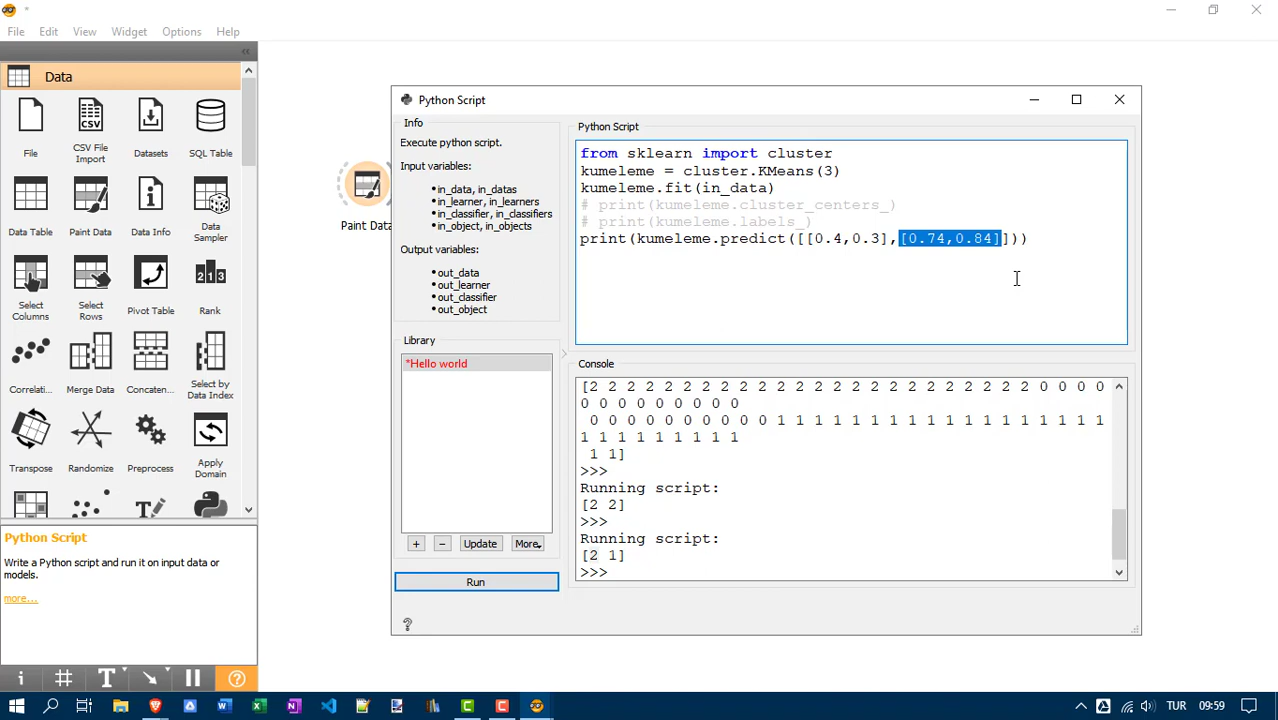 *
File Edit View Widget Options Help
Data
File
CSV File Import
Datasets
SQL Table
Data Table
Paint Data
Data Info
Data Sampler
Select Columns
Select Rows
Pivot Table
Rank
Correlati...
Merge Data
Concaten...
Select by Data Index
Transpose
Randomize
Preprocess
Apply Domain
Python Script
Write a Python script and run it on input data or
models.
more...
Paint Data
Python Script
Info
Execute python script.
Input variables:
•in_data, in_datas
•in_learner, in_learners
•in_classifier, in_classifiers
•in_object, in_objects
Output variables:
•out_data
•out_learner
•out_classifier
•out_object
Library
*Hello world
+ − Update More
Run
?
Python Script
from sklearn import cluster
kumeleme = cluster.KMeans(3)
kumeleme.fit(in_data)
# print(kumeleme.cluster_centers_)
# print(kumeleme.labels_)
print(kumeleme.predict([[0.4,0.3],[0.74,0.84]]))
Console
[2 2 2 2 2 2 2 2 2 2 2 2 2 2 2 2 2 2 2 2 2 2 2 2 0 0 0 0
0 0 0 0 0 0 0 0 0
0 0 0 0 0 0 0 0 0 0 1 1 1 1 1 1 1 1 1 1 1 1 1 1 1 1 1 1
1 1 1 1 1 1 1 1 1
1 1]
>>>
Running script:
[2 2]
>>>
Running script:
[2 1]
>>>
TUR 09:59